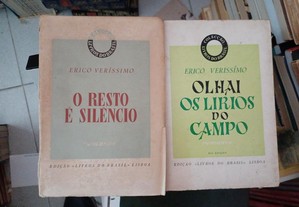 ERICO VERISSIMO
O RESTO
É SILÊNCIO
EDIÇÃO «LIVROS DO BRASIL» LISBOA
ERICO VERISSIMO
OLHAI
OS LÍRIOS
DO
CAMPO
EDIÇÃO «LIVROS DO BRASIL» LISBOA